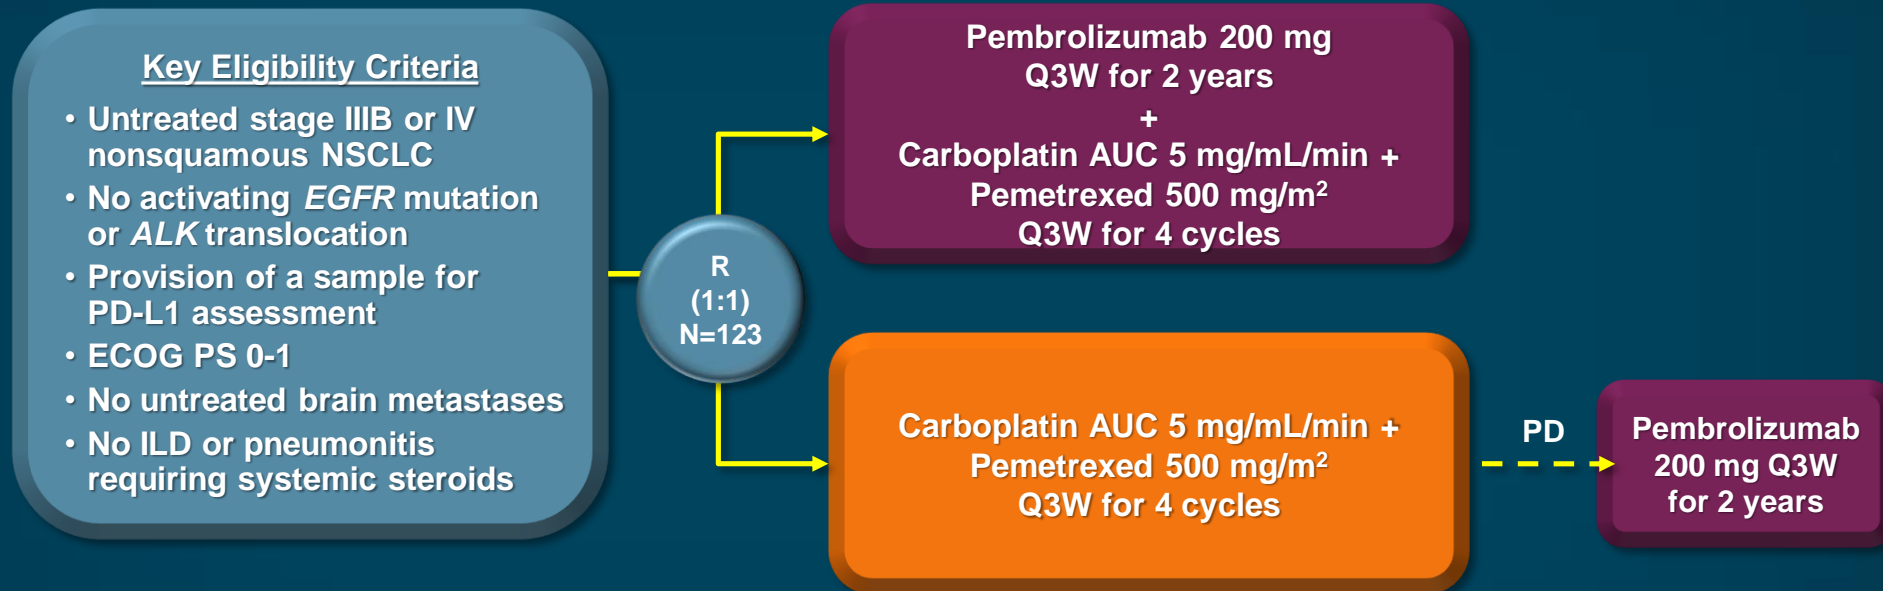 Key Eligibility Criteria
• Untreated stage IIIB or IV
nonsquamous NSCLC
• No activating EGFR mutation
or ALK translocation
• Provision of a sample for
PD-L1 assessment
• ECOG PS 0-1
• No untreated brain metastases
• No ILD or pneumonitis
requiring systemic steroids
R
(1:1)
N=123
Pembrolizumab 200 mg
Q3W for 2 years
+
Carboplatin AUC 5 mg/mL/min +
Pemetrexed 500 mg/m²
Q3W for 4 cycles
Carboplatin AUC 5 mg/mL/min +
Pemetrexed 500 mg/m²
Q3W for 4 cycles
PD
Pembrolizumab
200 mg Q3W
for 2 years